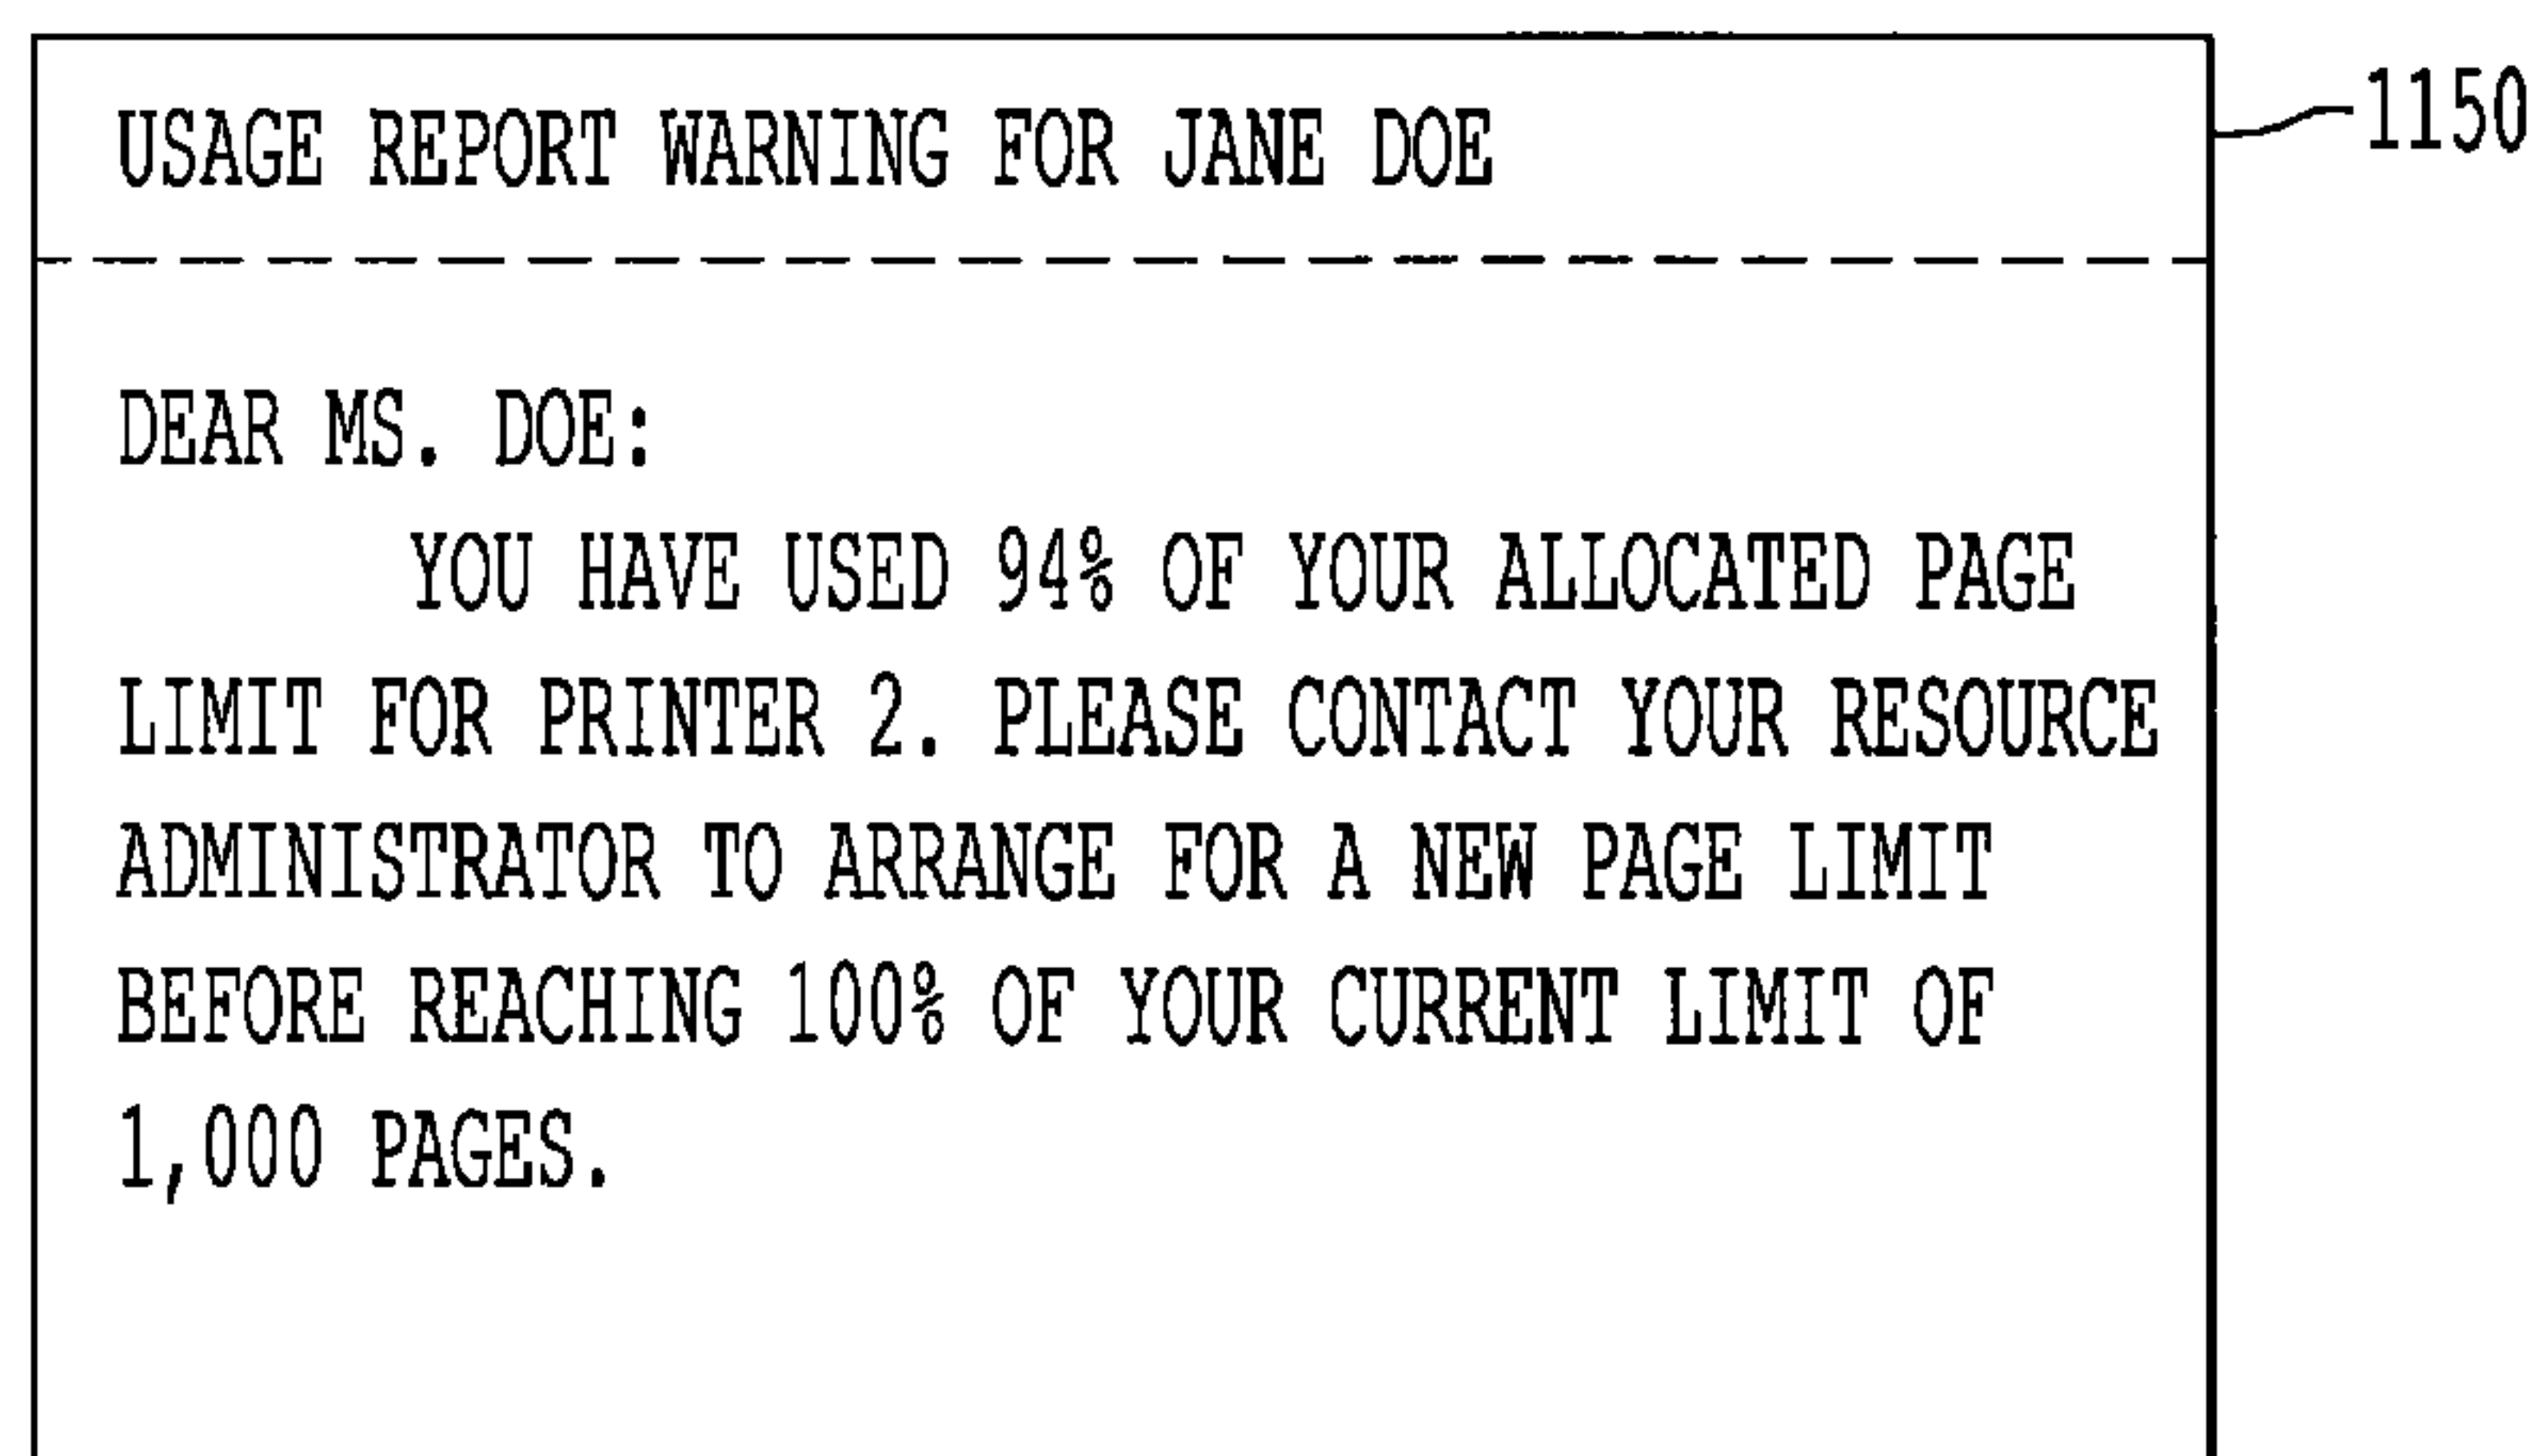 USAGE REPORT WARNING FOR JANE DOE
1150
DEAR MS. DOE:
YOU HAVE USED 94% OF YOUR ALLOCATED PAGE
LIMIT FOR PRINTER 2. PLEASE CONTACT YOUR RESOURCE
ADMINISTRATOR TO ARRANGE FOR A NEW PAGE LIMIT
BEFORE REACHING 100% OF YOUR CURRENT LIMIT OF
1,000 PAGES.